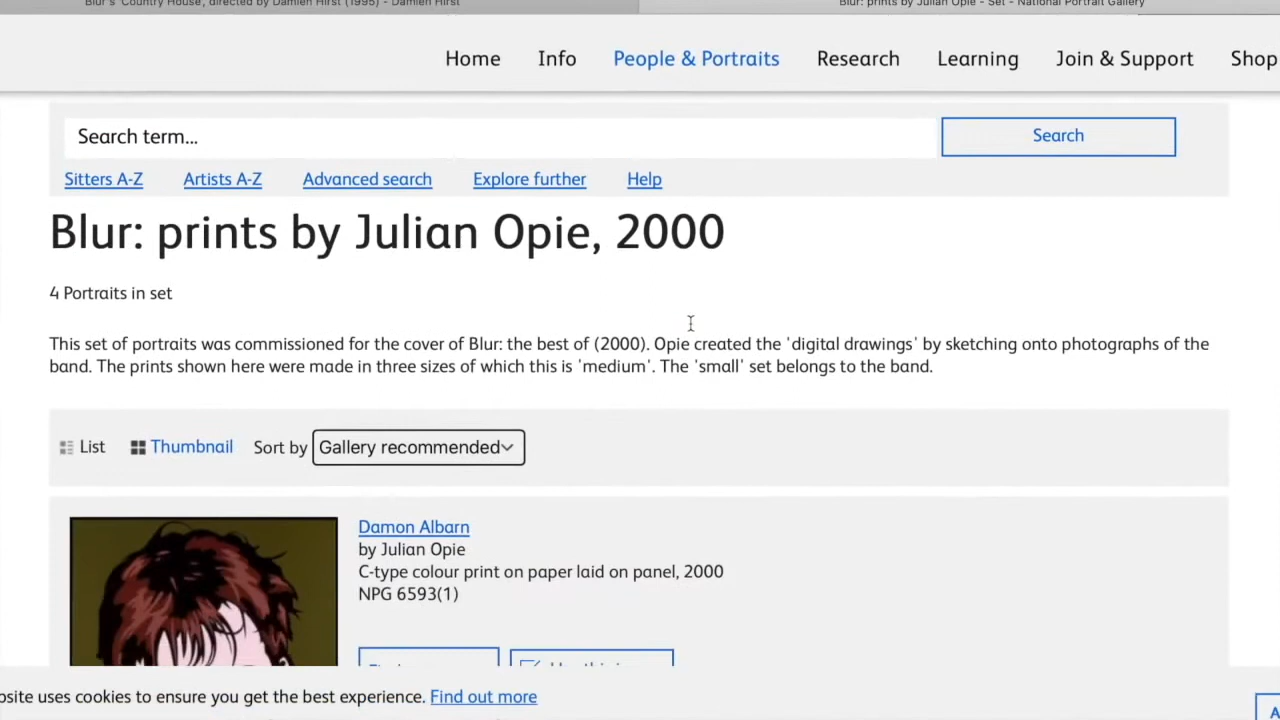 Blur's 'Country House', directed by Damien Hirst (1995) - Damien Hirst
Blur: prints by Julian Opie - Set - National Portrait Gallery
Home Info People & Portraits Research Learning Join & Support Shop
Search term...
Search
Sitters A-Z Artists A-Z Advanced search Explore further Help
Blur: prints by Julian Opie, 2000
4 Portraits in set
This set of portraits was commissioned for the cover of Blur: the best of (2000). Opie created the 'digital drawings' by sketching onto photographs of the
band. The prints shown here were made in three sizes of which this is 'medium'. The 'small' set belongs to the band.
List Thumbnail Sort by Gallery recommended
Damon Albarn
by Julian Opie
C-type colour print on paper laid on panel, 2000
NPG 6593(1)
uses cookies to ensure you get the best experience. Find out more